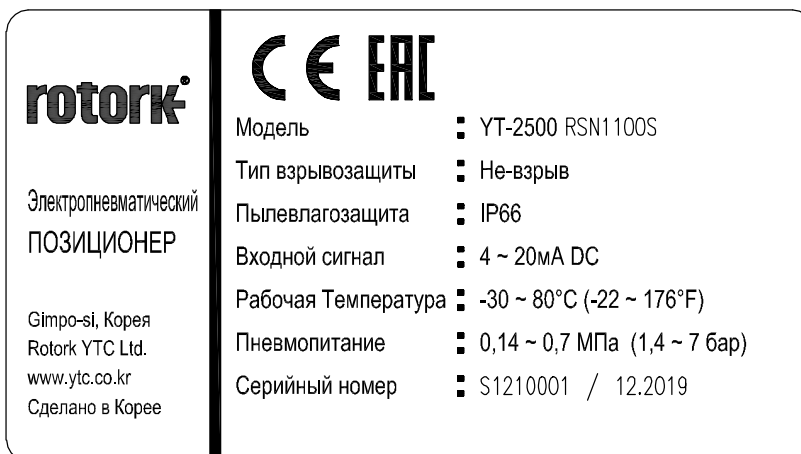 rotork
Электропневматический
ПОЗИЦИОНЕР
Gimpo-si, Корея
Rotork YTC Ltd.
www.ytc.co.kr
Сделано в Корее
CE EAC
Модель : YT-2500 RSN1100S
Тип взрывозащиты : Не-взрыв
Пылевлагозащита : IP66
Входной сигнал : 4 ~ 20мА DC
Рабочая Температура : -30 ~ 80°C (-22 ~ 176°F)
Пневмопитание : 0,14 ~ 0,7 МПа (1,4 ~ 7 бар)
Серийный номер : S1210001 / 12.2019